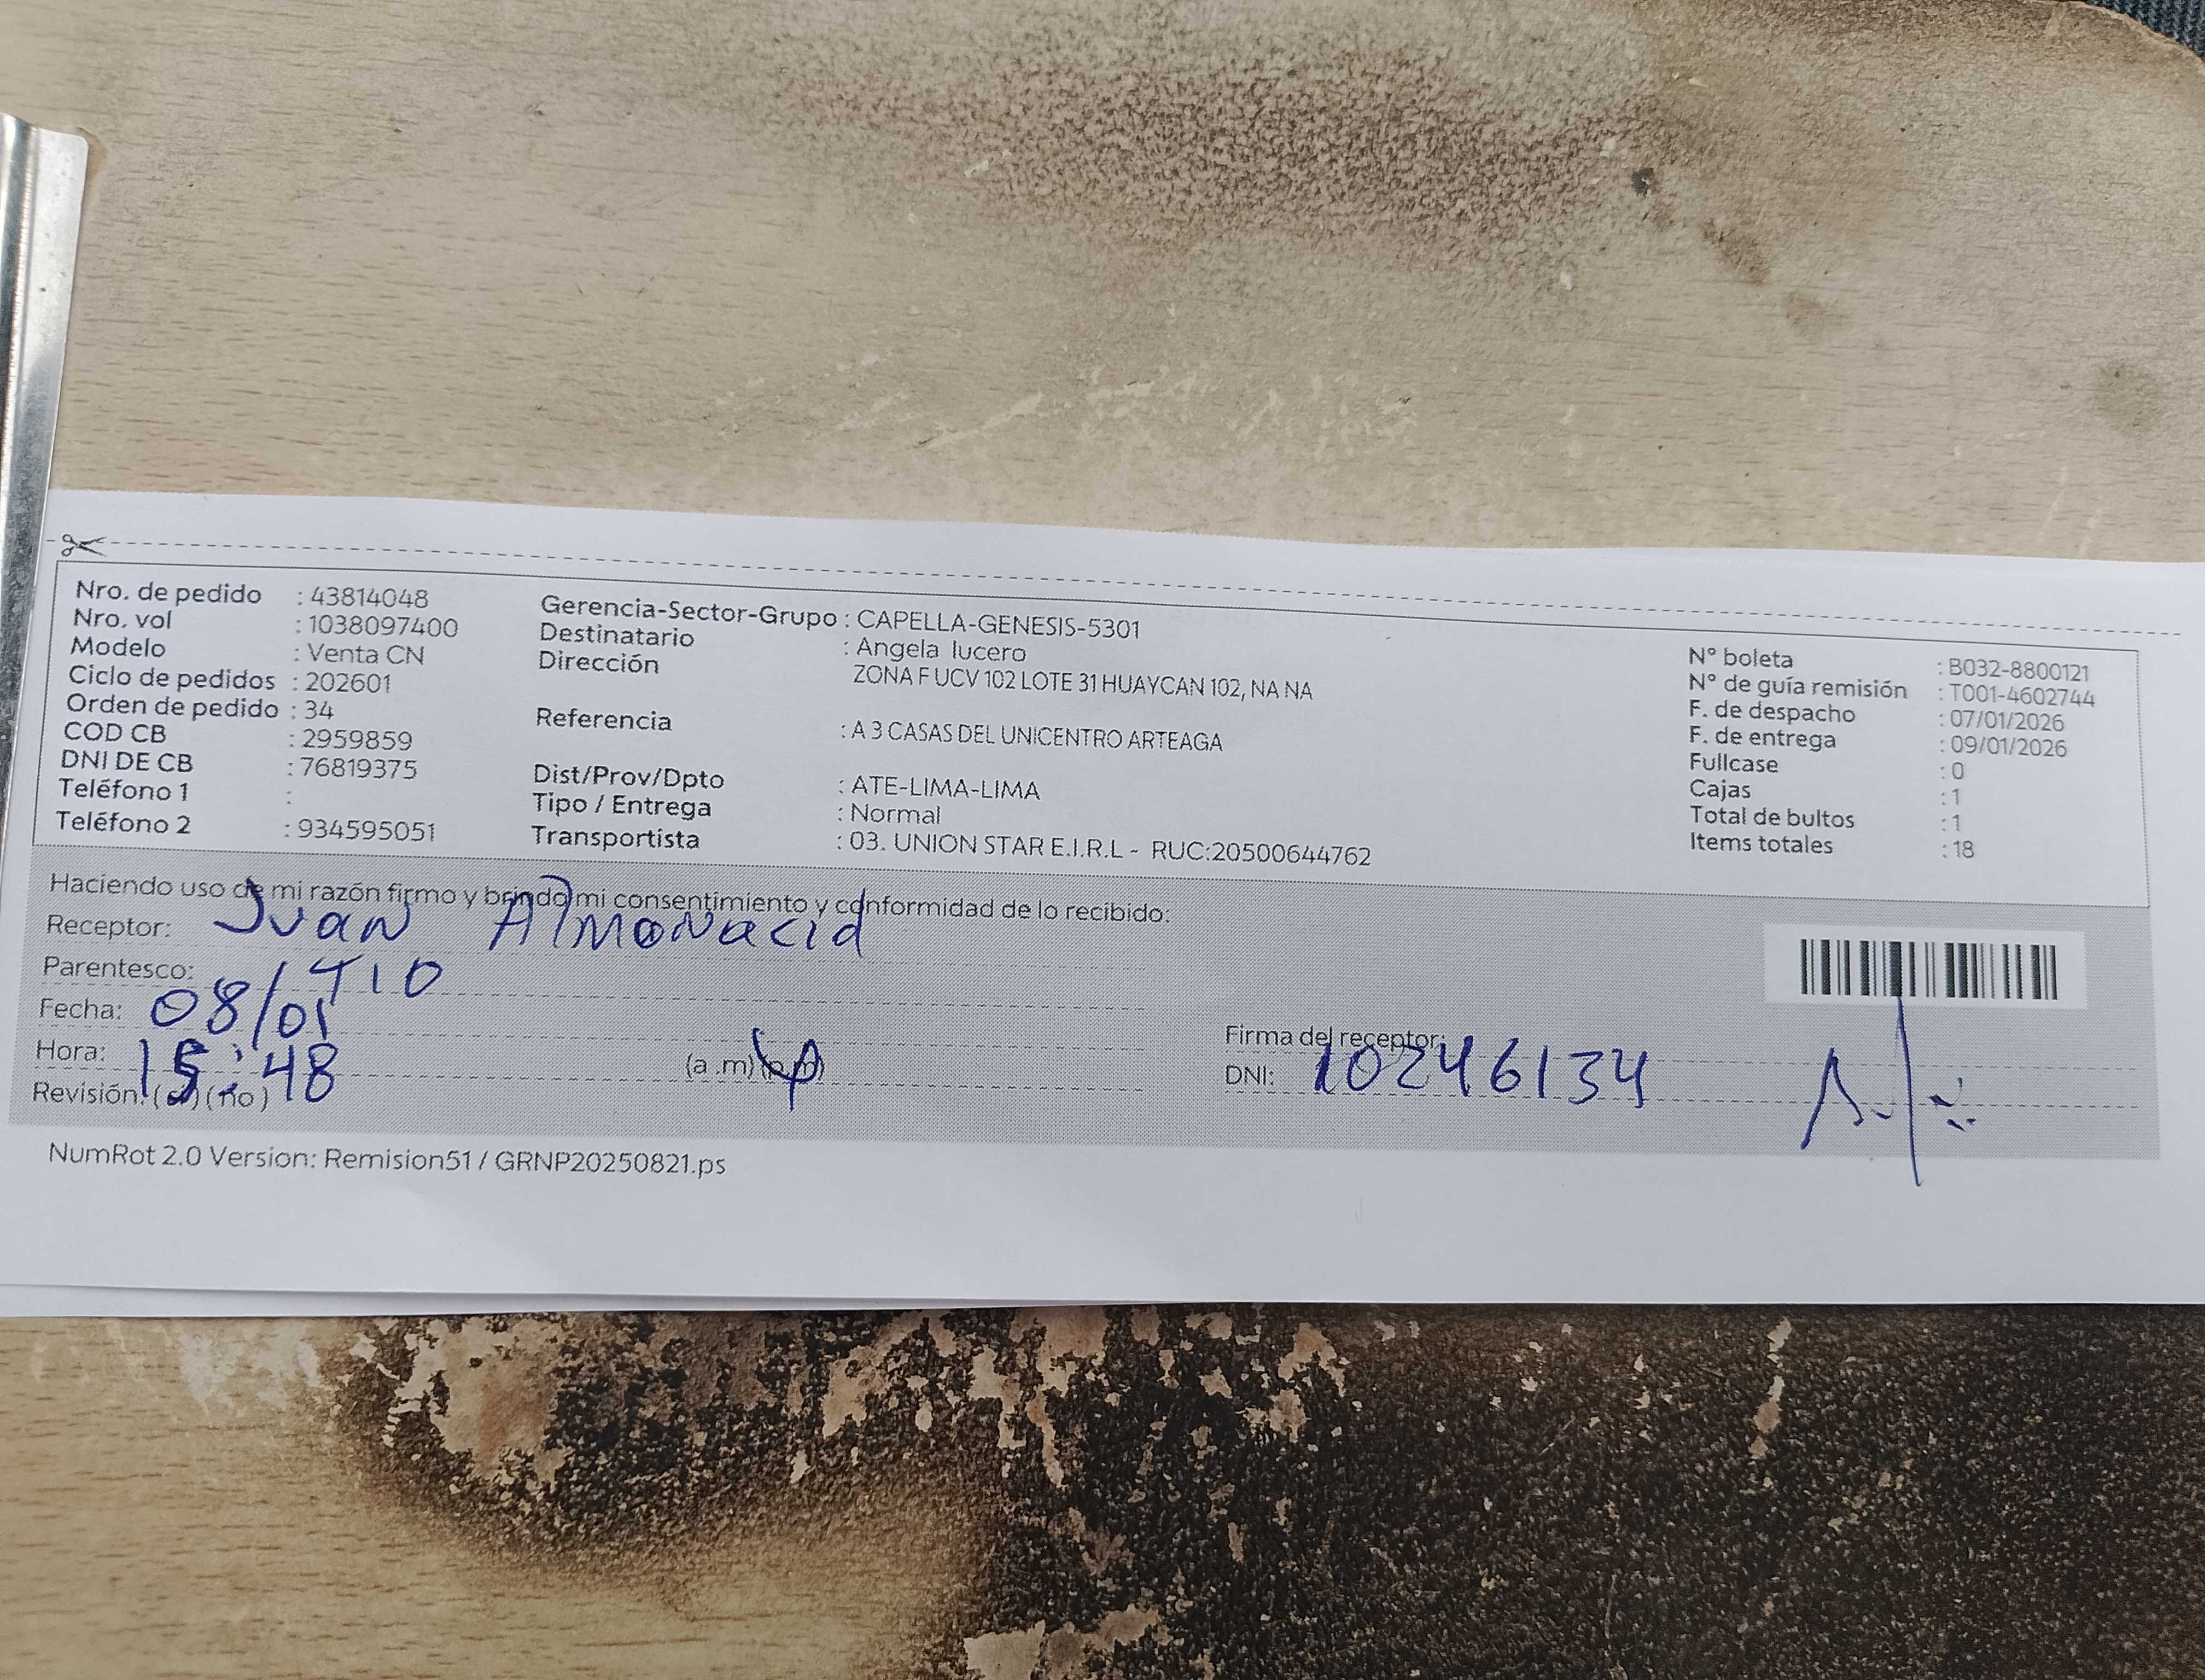 Nro. de pedido : 43814048
Nro. vol : 1038097400
Modelo : Venta CN
Ciclo de pedidos : 202601
Orden de pedido : 34
COD CB : 2959859
DNI DE CB : 76819375
Teléfono 1 :
Teléfono 2 : 934595051
Gerencia-Sector-Grupo : CAPELLA-GENESIS-5301
Destinatario : Angela lucero
Dirección ZONA F UCV 102 LOTE 31 HUAYCAN 102, NA NA
Referencia : A 3 CASAS DEL UNICENTRO ARTEAGA
Dist/Prov/Dpto : ATE-LIMA-LIMA
Tipo / Entrega : Normal
Transportista : 03. UNION STAR E.I.R.L - RUC:20500644762
N° boleta : B032-8800121
N° de guía remisión : T001-4602744
F. de despacho : 07/01/2026
F. de entrega : 09/01/2026
Fullcase : 0
Cajas : 1
Total de bultos : 1
Items totales : 18
Haciendo uso de mi razón firmo y brindo mi consentimiento y conformidad de lo recibido:
Receptor: Juan Almonacid
Parentesco: TIO
Fecha: 08/01
Hora: 15:48 (a .m) (p.m)
Revisión: (si) (no)
Firma del receptor:
DNI: 10246134
NumRot 2.0 Version: Remision51 / GRNP20250821.ps